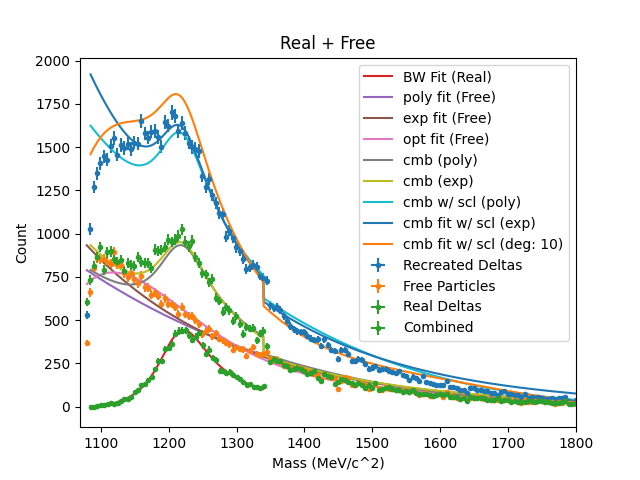 Real + Free
2000
1750
1500
1250
1000
750
500
250
0
Count
1100
1200
1300
1400
1500
1600
1700
1800
Mass (MeV/c^2)
BW Fit (Real)
poly fit (Free)
exp fit (Free)
opt fit (Free)
cmb (poly)
cmb (exp)
cmb w/ scl (poly)
cmb fit w/ scl (exp)
cmb fit w/ scl (deg: 10)
Recreated Deltas
Free Particles
Real Deltas
Combined